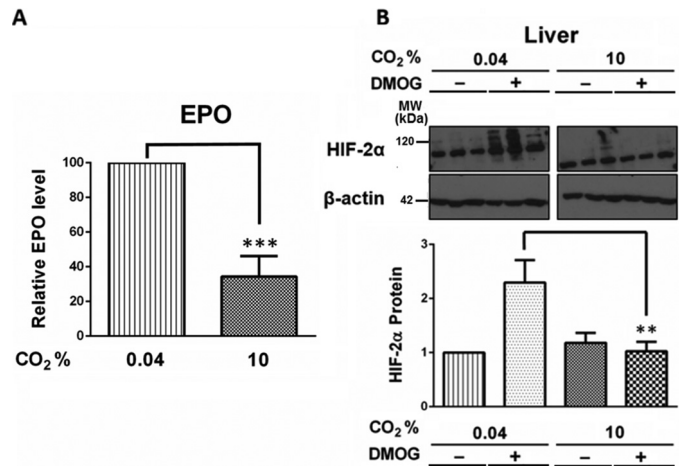 A
EPO
Relative EPO level
100
80
60
40
20
0
***
CO₂ % 0.04 10
B
Liver
CO₂ % 0.04 10
DMOG – + – +
MW
(kDa)
HIF-2α 120
β-actin 42
HIF-2α Protein
3
2
1
0
**
CO₂ % 0.04 10
DMOG – + – +